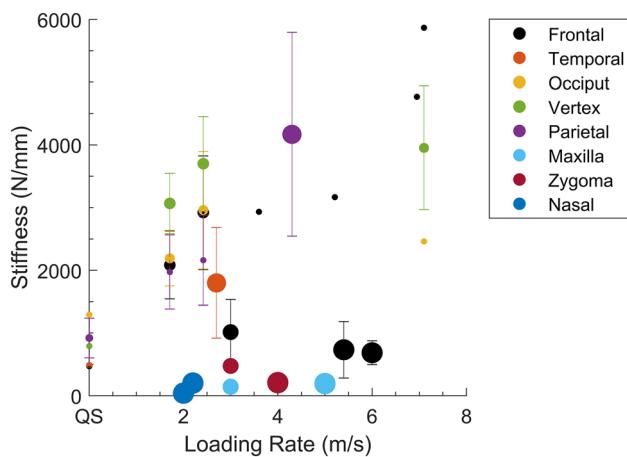 6000
4000
2000
0
Stiffness (N/mm)
QS 2 4 6 8
Loading Rate (m/s)
Frontal
Temporal
Occiput
Vertex
Parietal
Maxilla
Zygoma
Nasal